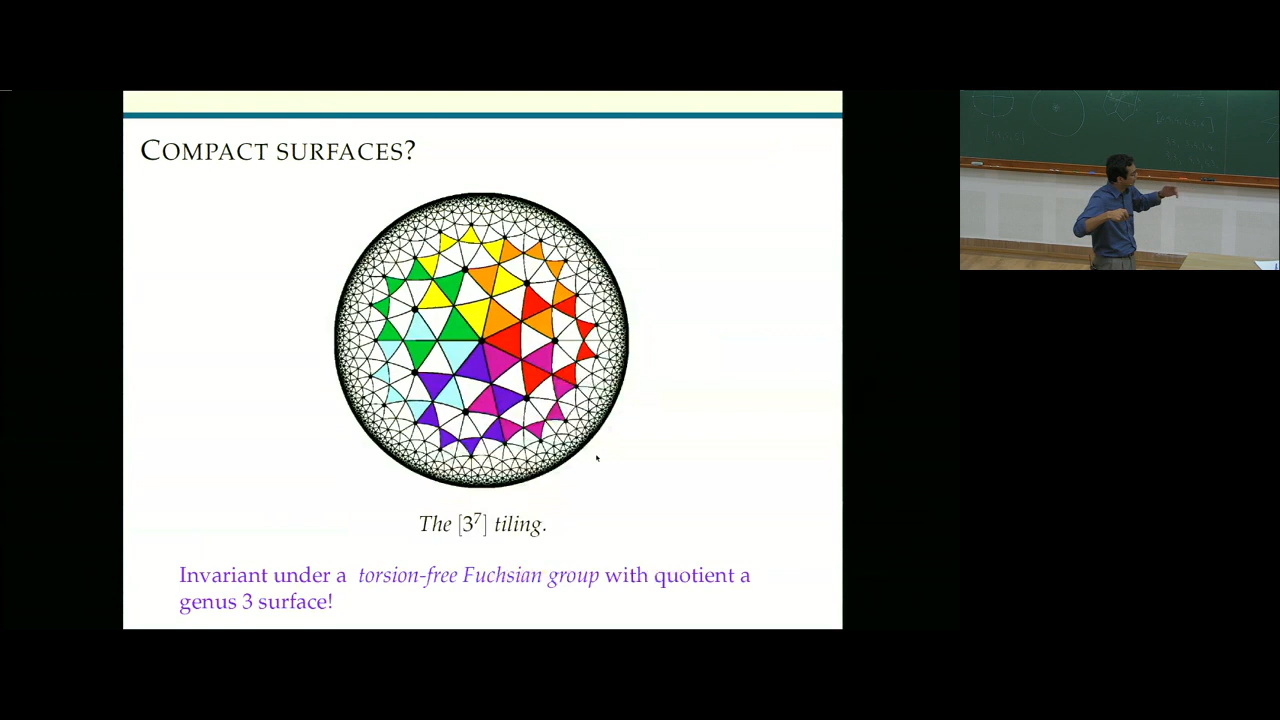 COMPACT SURFACES?
The [3⁷] tiling.
Invariant under a torsion-free Fuchsian group with quotient a
genus 3 surface!